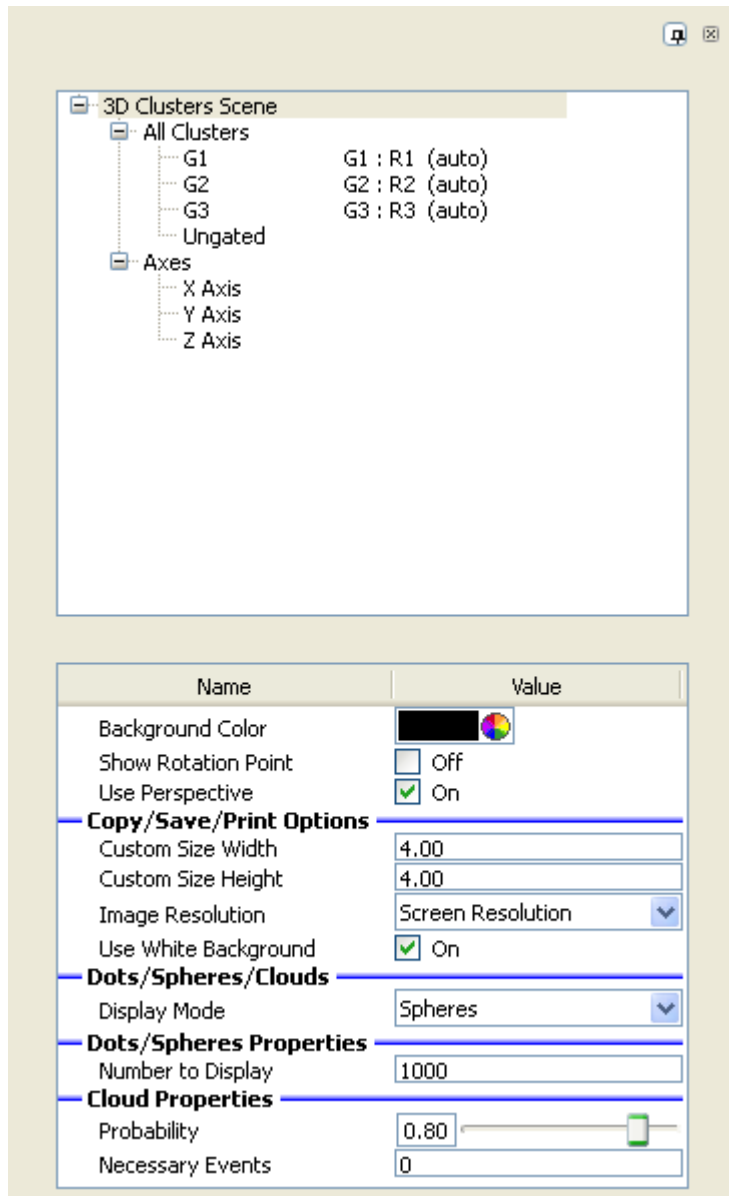 3D Clusters Scene
All Clusters
G1 G1 : R1 (auto)
G2 G2 : R2 (auto)
G3 G3 : R3 (auto)
Ungated
Axes
X Axis
Y Axis
Z Axis
Name Value
Background Color
Show Rotation Point Off
Use Perspective On
Copy/Save/Print Options
Custom Size Width 4.00
Custom Size Height 4.00
Image Resolution Screen Resolution
Use White Background On
Dots/Spheres/Clouds
Display Mode Spheres
Dots/Spheres Properties
Number to Display 1000
Cloud Properties
Probability 0.80
Necessary Events 0